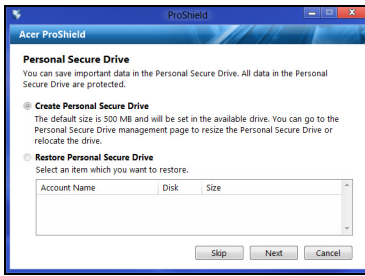 ProShield
Acer ProShield
Personal Secure Drive
You can save important data in the Personal Secure Drive. All data in the Personal
Secure Drive are protected.
Create Personal Secure Drive
The default size is 500 MB and will be set in the available drive. You can go to the
Personal Secure Drive management page to resize the Personal Secure Drive or
relocate the drive.
Restore Personal Secure Drive
Select an item which you want to restore.
Account Name Disk Size
Skip Next Cancel